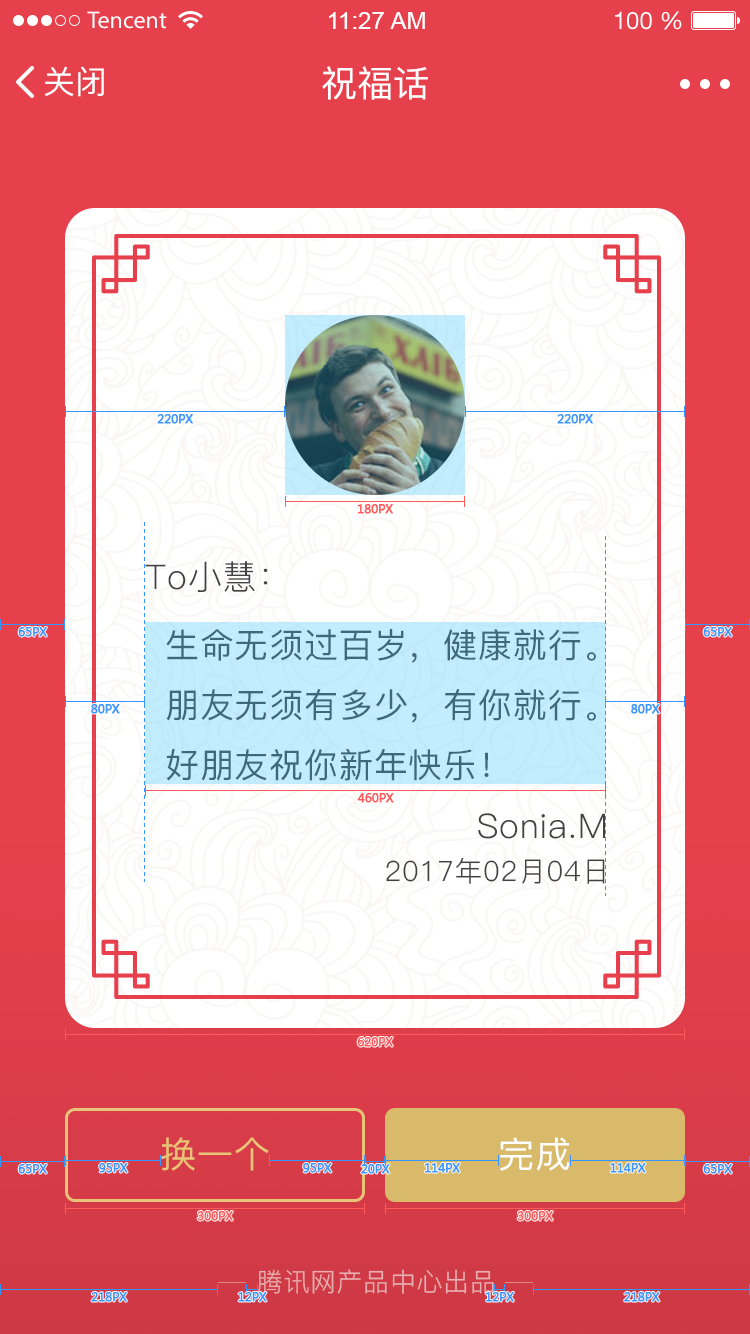 Tencent 11:27 AM 100 %
关闭 祝福话
220PX 220PX
180PX
To小慧：
65PX 65PX
生命无须过百岁，健康就行。
朋友无须有多少，有你就行。
80PX 80PX
好朋友祝你新年快乐！
460PX
Sonia.M
2017年02月04日
620PX
换一个 完成
65PX 95PX 95PX 20PX 114PX 114PX 65PX
300PX 300PX
腾讯网产品中心出品
218PX 12PX 12PX 218PX